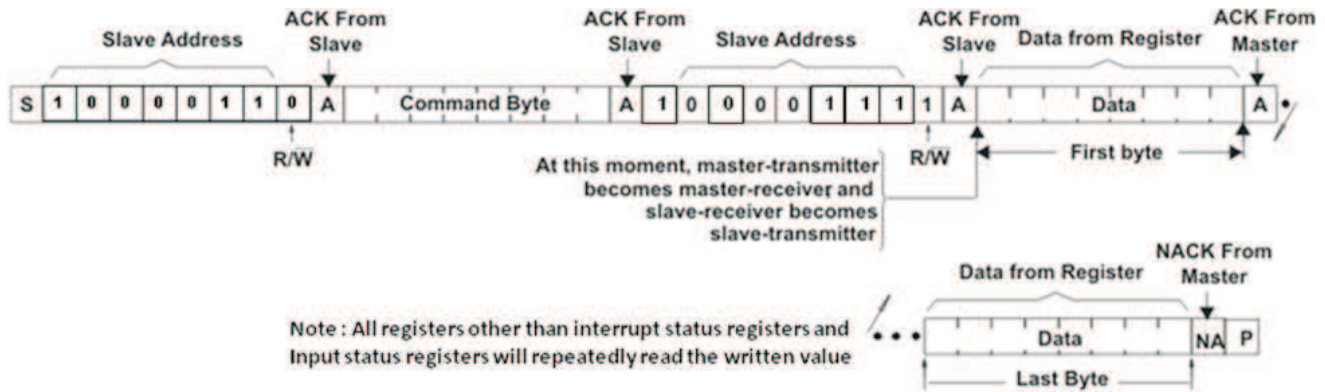 ACK From
Slave
ACK From
Slave
ACK From
Slave
ACK From
Master
Slave Address
Slave Address
Data from Register
S 1 0 0 0 0 1 1 0 A Command Byte A 1 0 0 0 0 1 1 1 1 A Data A
R/W̅
R/W̅
First byte
At this moment, master-transmitter
becomes master-receiver and
slave-receiver becomes
slave-transmitter
Data from Register
NACK From
Master
Note : All registers other than interrupt status registers and
Input status registers will repeatedly read the written value
Data NA P
Last Byte